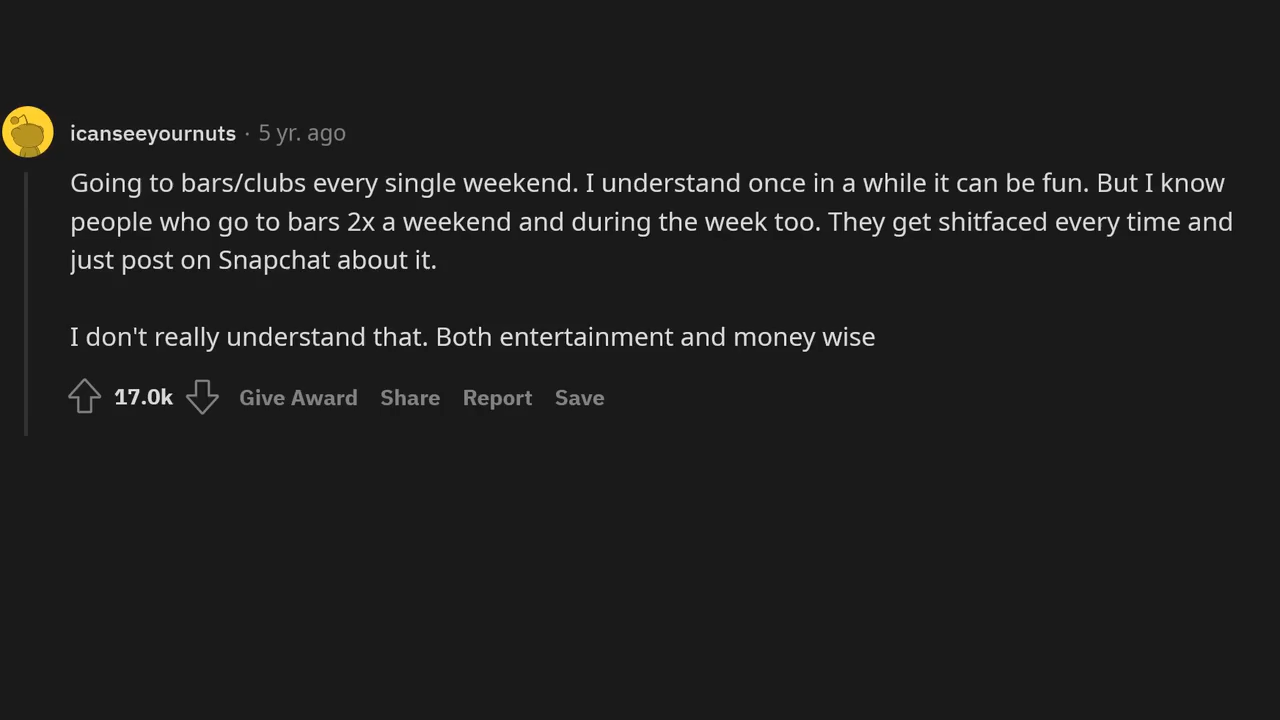 icanseeyournuts · 5 yr. ago
Going to bars/clubs every single weekend. I understand once in a while it can be fun. But I know
people who go to bars 2x a weekend and during the week too. They get shitfaced every time and
just post on Snapchat about it.
I don't really understand that. Both entertainment and money wise
17.0k Give Award Share Report Save